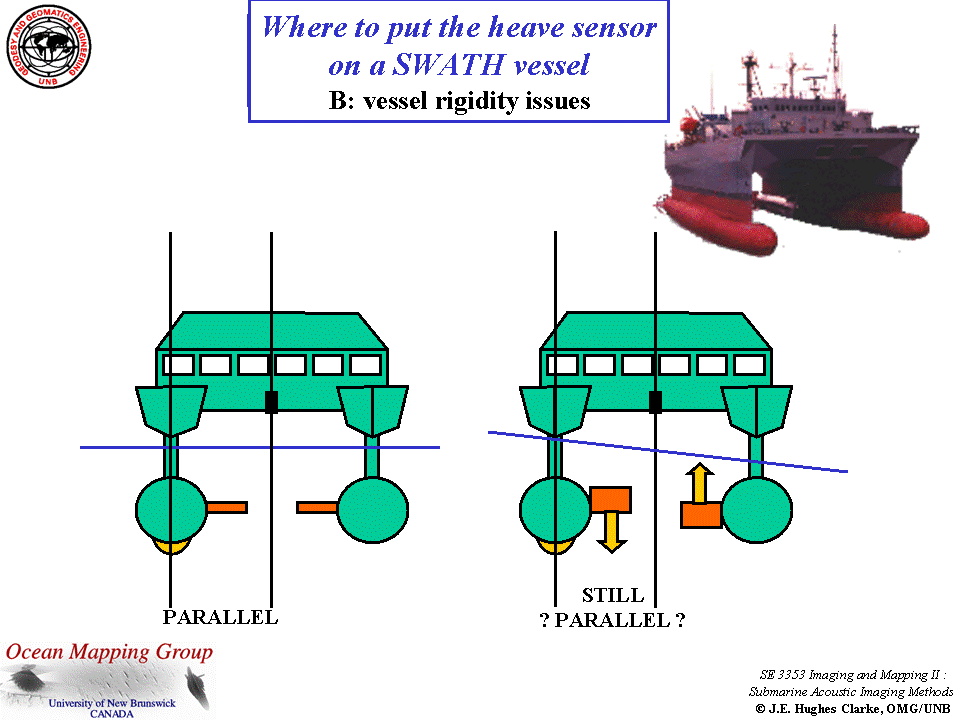 GEODESY AND GEOMATICS ENGINEERING
UNB
Where to put the heave sensor
on a SWATH vessel
B: vessel rigidity issues
PARALLEL
STILL
? PARALLEL ?
Ocean Mapping Group
University of New Brunswick
CANADA
SE 3353 Imaging and Mapping II :
Submarine Acoustic Imaging Methods
© J.E. Hughes Clarke, OMG/UNB